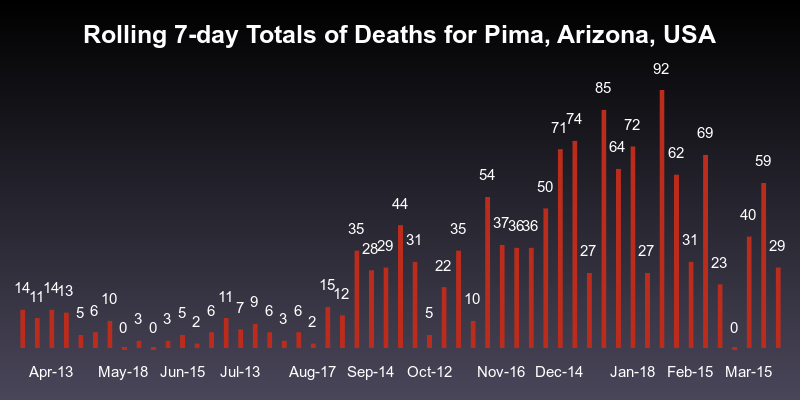 Rolling 7-day Totals of Deaths for Pima, Arizona, USA
14 11 14 13 5 6 10 0 3 0 3 5 2 6 11 7 9 6 3 6 2 15 12 35 28 29 44 31 5 22 35 10 54 37 36 36 50 71 74 27 85 64 72 27 92 62 31 69 23 0 40 59 29
Apr-13 May-18 Jun-15 Jul-13 Aug-17 Sep-14 Oct-12 Nov-16 Dec-14 Jan-18 Feb-15 Mar-15